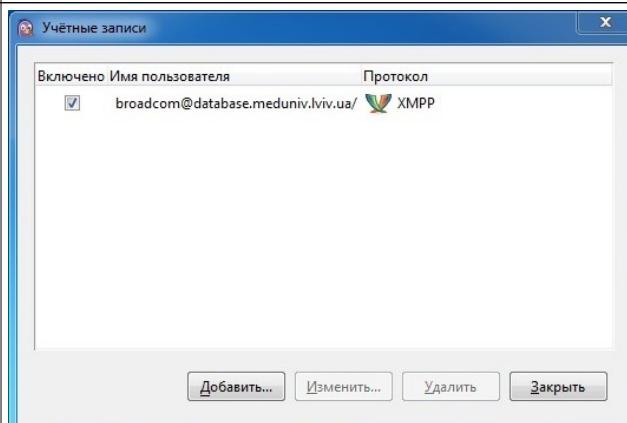 Учётные записи
Включено Имя пользователя Протокол
broadcom@database.meduniv.lviv.ua/ XMPP
Добавить... Изменить... Удалить Закрыть